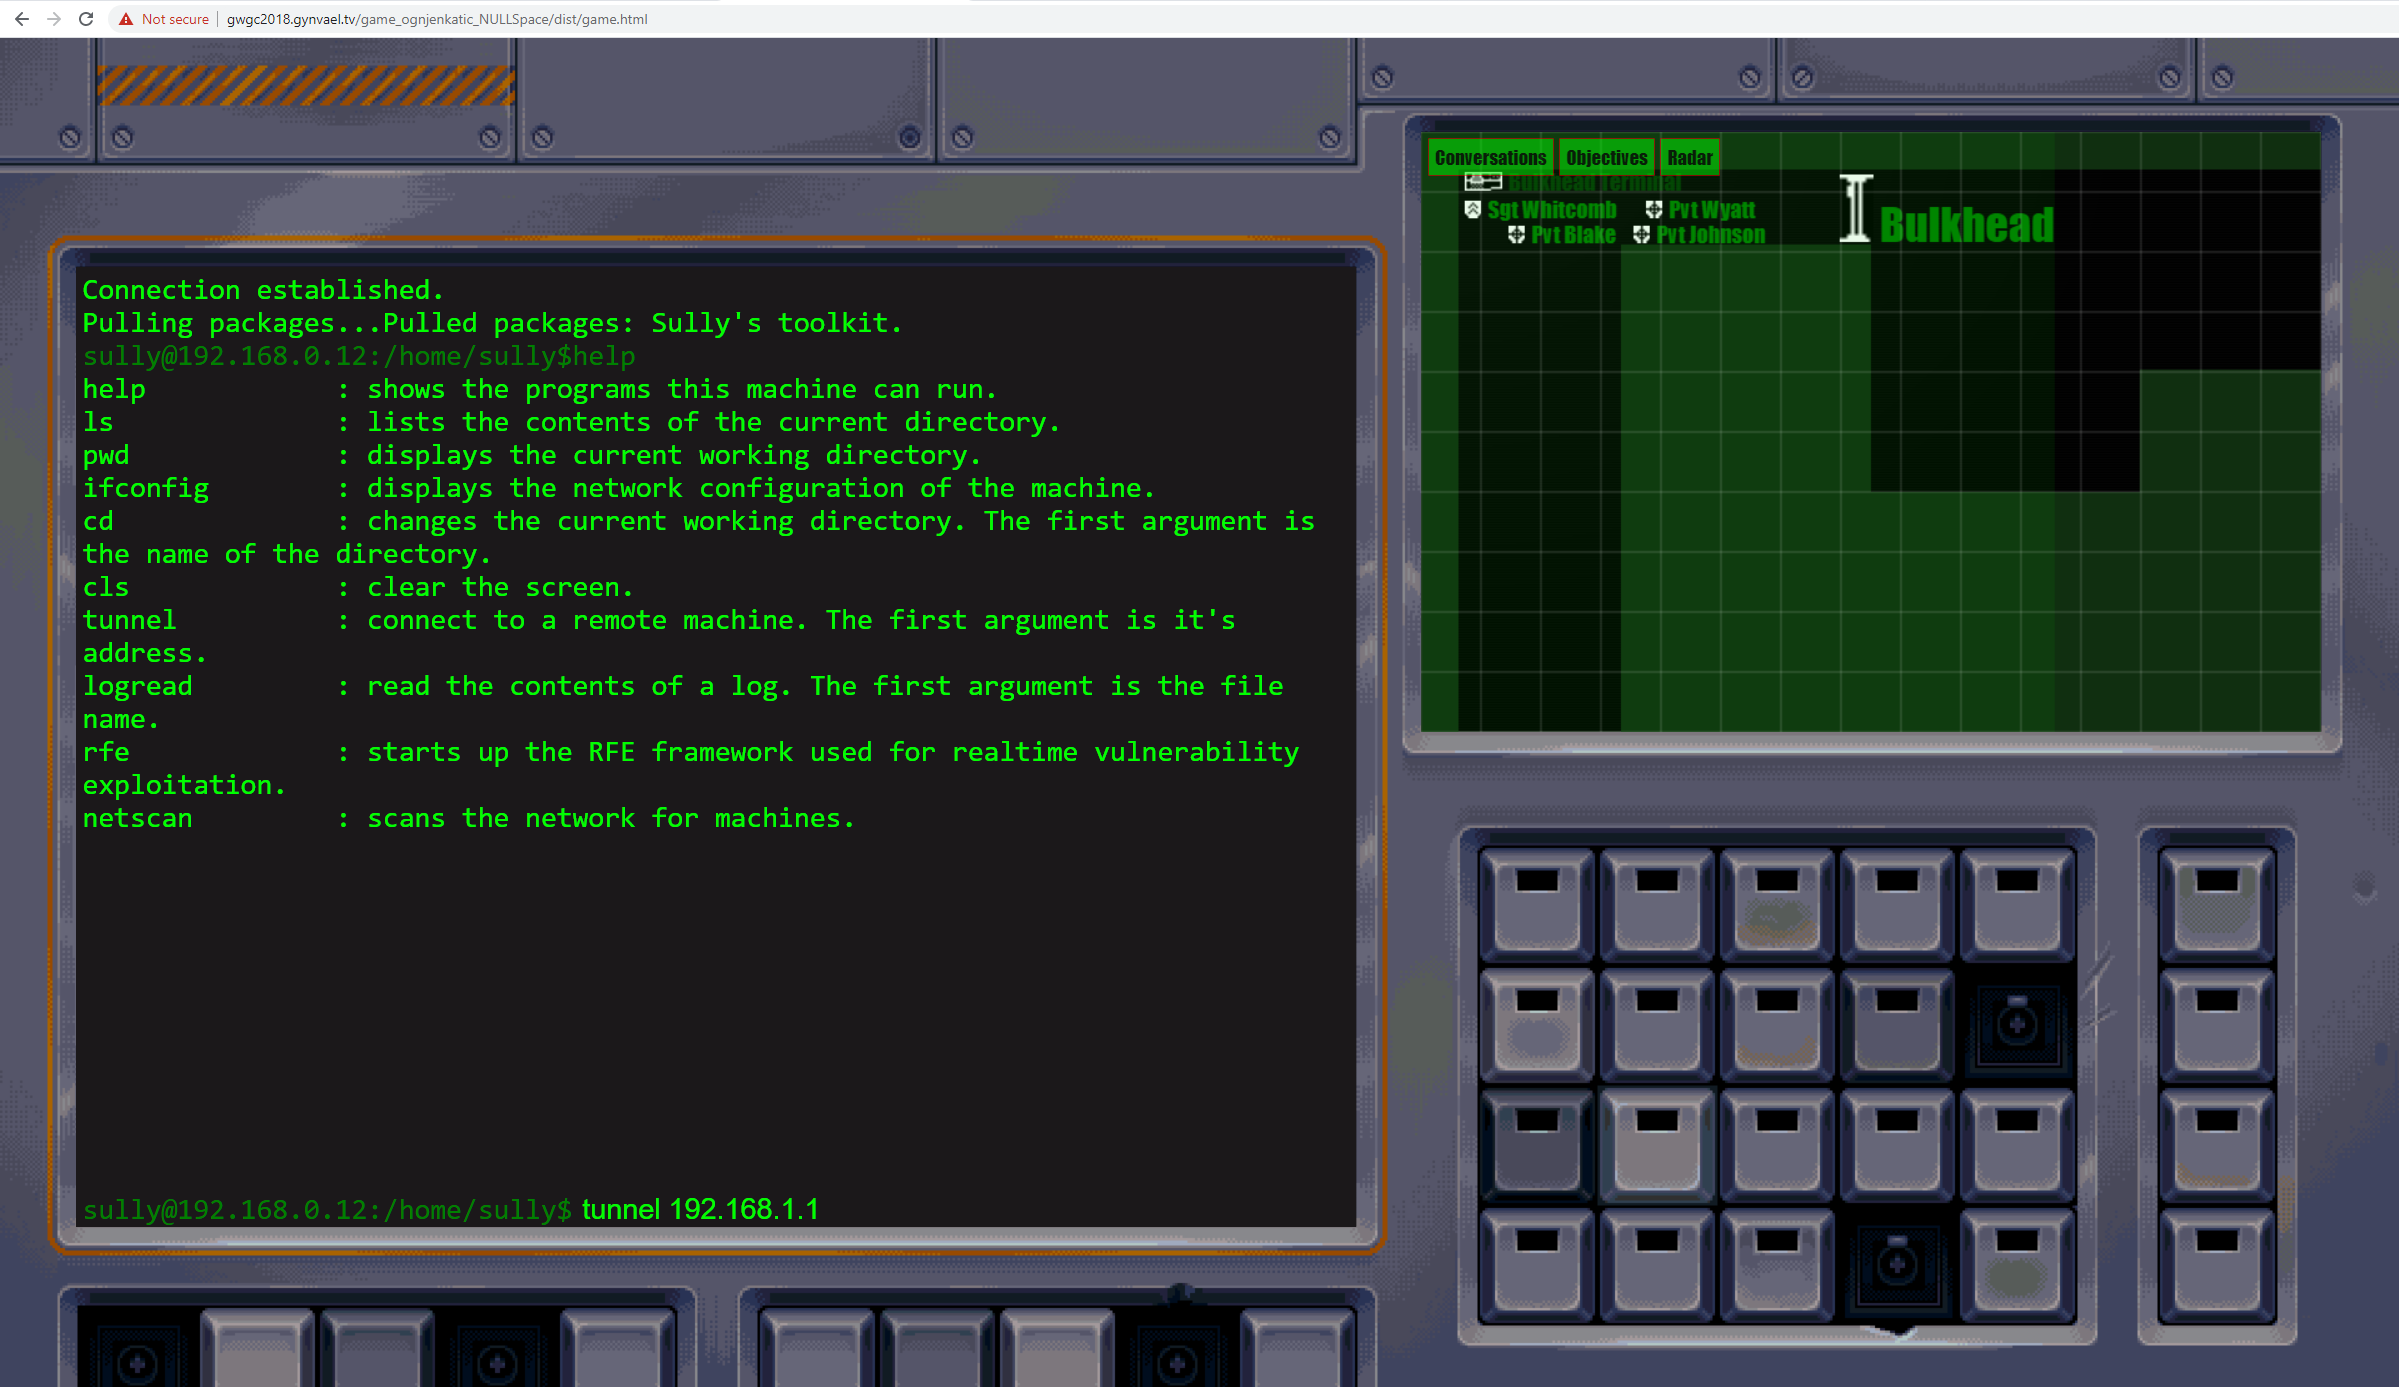 Not secure
gwgc2018.gynvael.tv/game_ognjenkatic_NULLSpace/dist/game.html
Connection established.
Pulling packages...Pulled packages: Sully's toolkit.
sully@192.168.0.12:/home/sully$help
help : shows the programs this machine can run.
ls : lists the contents of the current directory.
pwd : displays the current working directory.
ifconfig : displays the network configuration of the machine.
cd : changes the current working directory. The first argument is
the name of the directory.
cls : clear the screen.
tunnel : connect to a remote machine. The first argument is it's
address.
logread : read the contents of a log. The first argument is the file
name.
rfe : starts up the RFE framework used for realtime vulnerability
exploitation.
netscan : scans the network for machines.
sully@192.168.0.12:/home/sully$ tunnel 192.168.1.1
Conversations Objectives Radar
Bulkhead Terminal
Sgt Whitcomb Pvt Wyatt
Pvt Blake Pvt Johnson
Bulkhead